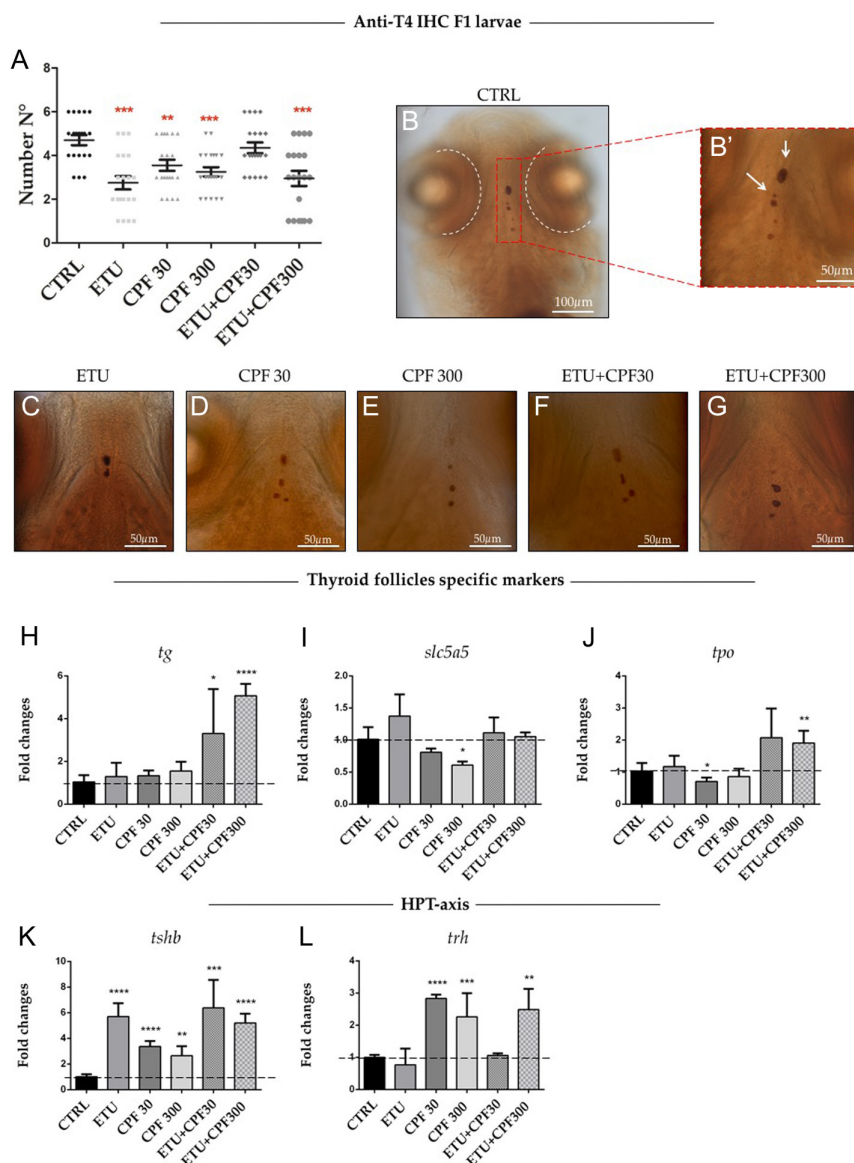 Anti-T4 IHC F1 larvae
A
Number N°
8
6
4
2
0
***
**
***
***
CTRL
ETU
CPF 30
CPF 300
ETU+CPF30
ETU+CPF300
CTRL
B
100µm
B'
50µm
ETU
CPF 30
CPF 300
ETU+CPF30
ETU+CPF300
C
50µm
D
50µm
E
50µm
F
50µm
G
50µm
Thyroid follicles specific markers
H
tg
Fold changes
6
4
2
0
*
****
CTRL
ETU
CPF 30
CPF 300
ETU+CPF30
ETU+CPF300
I
slc5a5
Fold changes
2.0
1.5
1.0
0.5
0.0
*
CTRL
ETU
CPF 30
CPF 300
ETU+CPF30
ETU+CPF300
J
tpo
Fold changes
4
3
2
1
0
*
**
CTRL
ETU
CPF 30
CPF 300
ETU+CPF30
ETU+CPF300
HPT-axis
K
tshb
Fold changes
10
8
6
4
2
0
****
****
**
***
****
CTRL
ETU
CPF 30
CPF 300
ETU+CPF30
ETU+CPF300
L
trh
Fold changes
4
3
2
1
0
****
***
**
CTRL
ETU
CPF 30
CPF 300
ETU+CPF30
ETU+CPF300